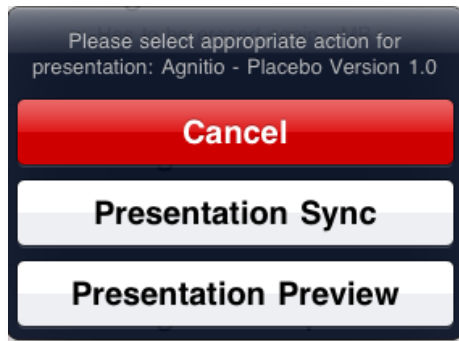 Please select appropriate action for
presentation: Agnitio - Placebo Version 1.0
Cancel
Presentation Sync
Presentation Preview